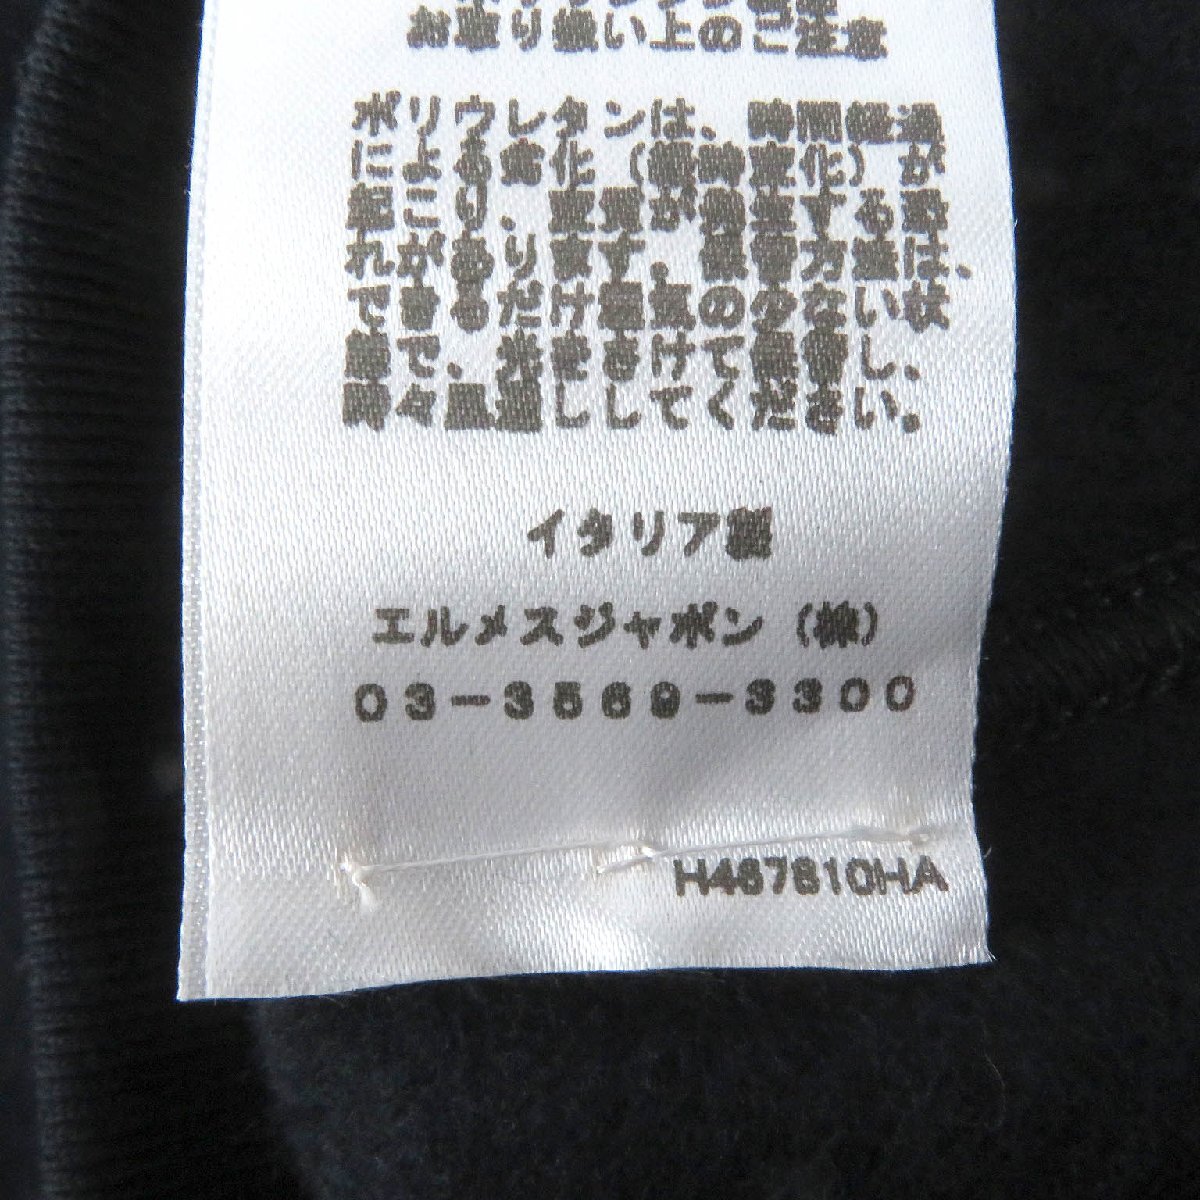 お取り扱い上のご注意
ポリウレタンは、時間経過
による劣化（経時変化）が
起こり、変質が発生する恐
れがあります。保管方法は、
できるだけ湿気の少ない状
態で、光をさけて保管し、
時々風通ししてください。
イタリア製
エルメスジャポン（株）
03-3569-3300
H467810HA